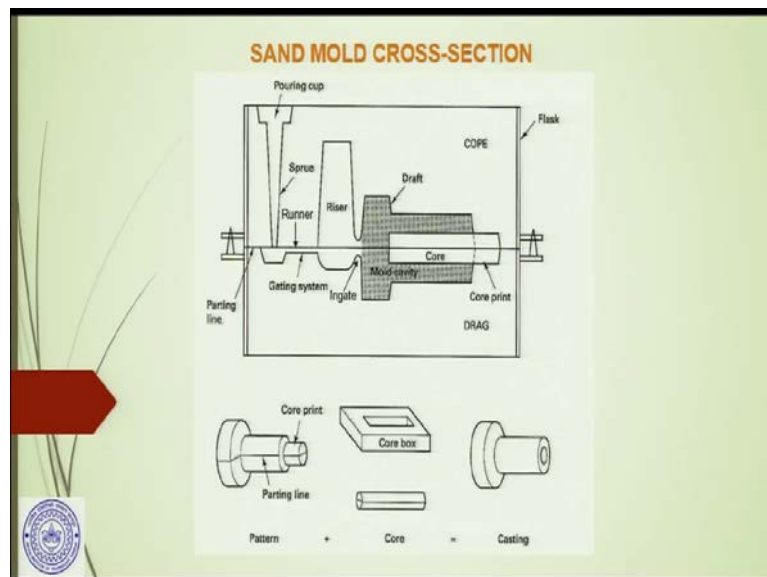 SAND MOLD CROSS-SECTION
Pouring cup
Flask
COPE
Sprue
Draft
Riser
Runner
Core
Mold cavity
Gating system
Ingate
Core print
Parting
line.
DRAG
Core print
Core box
Parting line
Pattern + Core = Casting